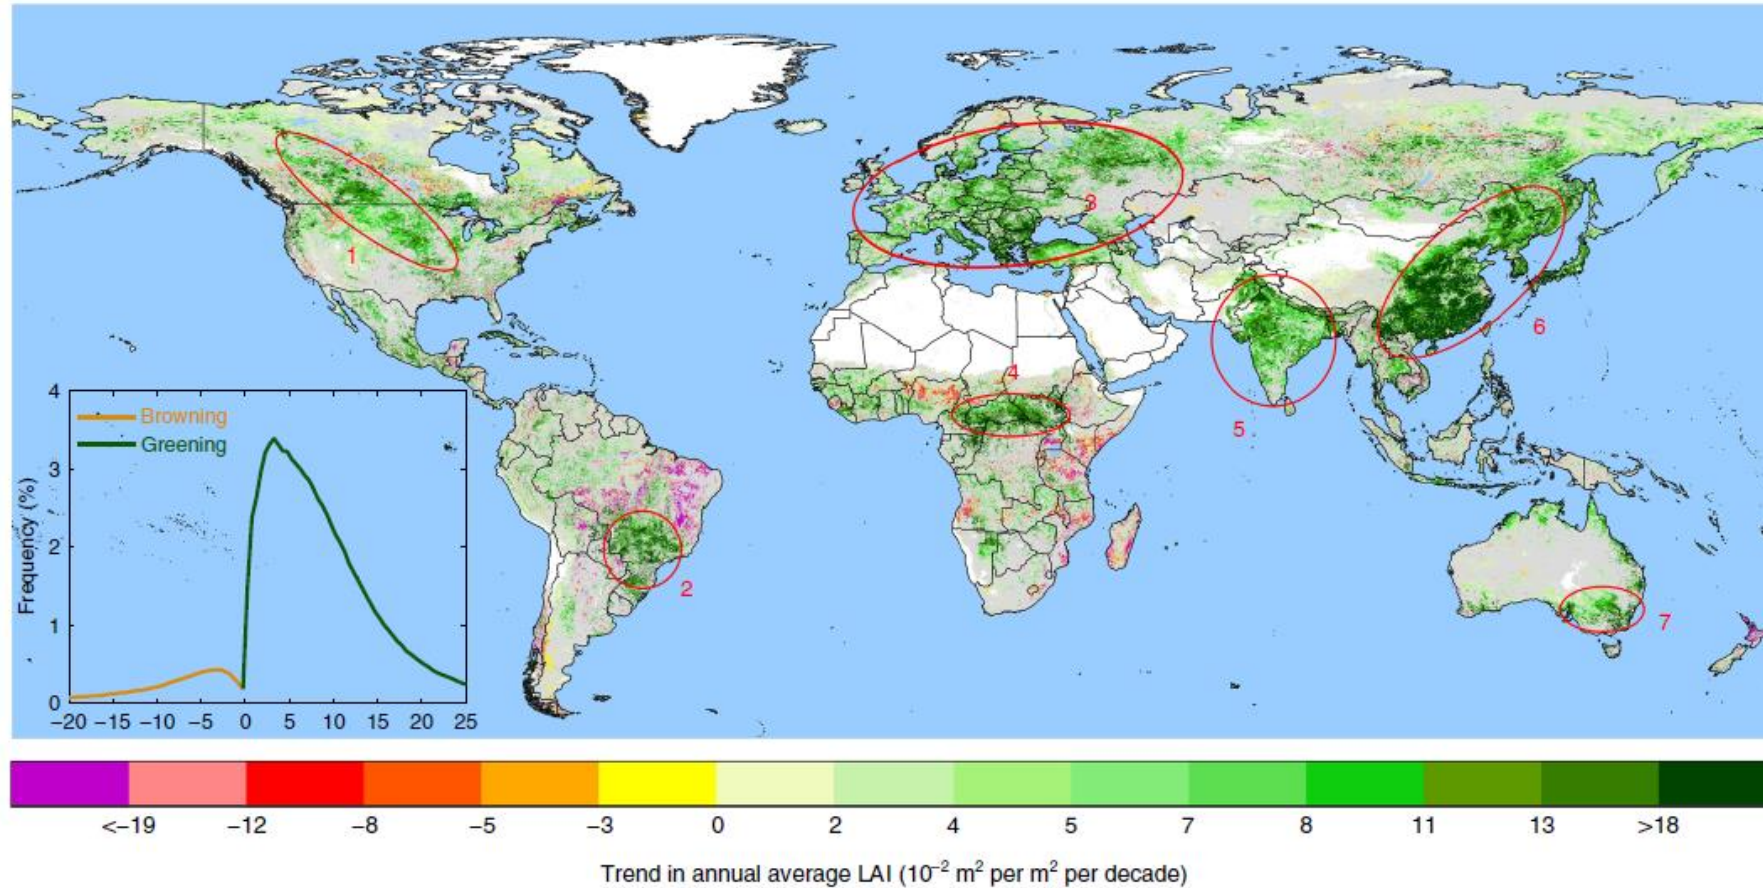 1
2
3
4
5
6
7
4
3
2
1
0
Frequency (%)
Browning
Greening
−20 −15 −10 −5 0 5 10 15 20 25
<−19 −12 −8 −5 −3 0 2 4 5 7 8 11 13 >18
Trend in annual average LAI (10⁻² m² per m² per decade)